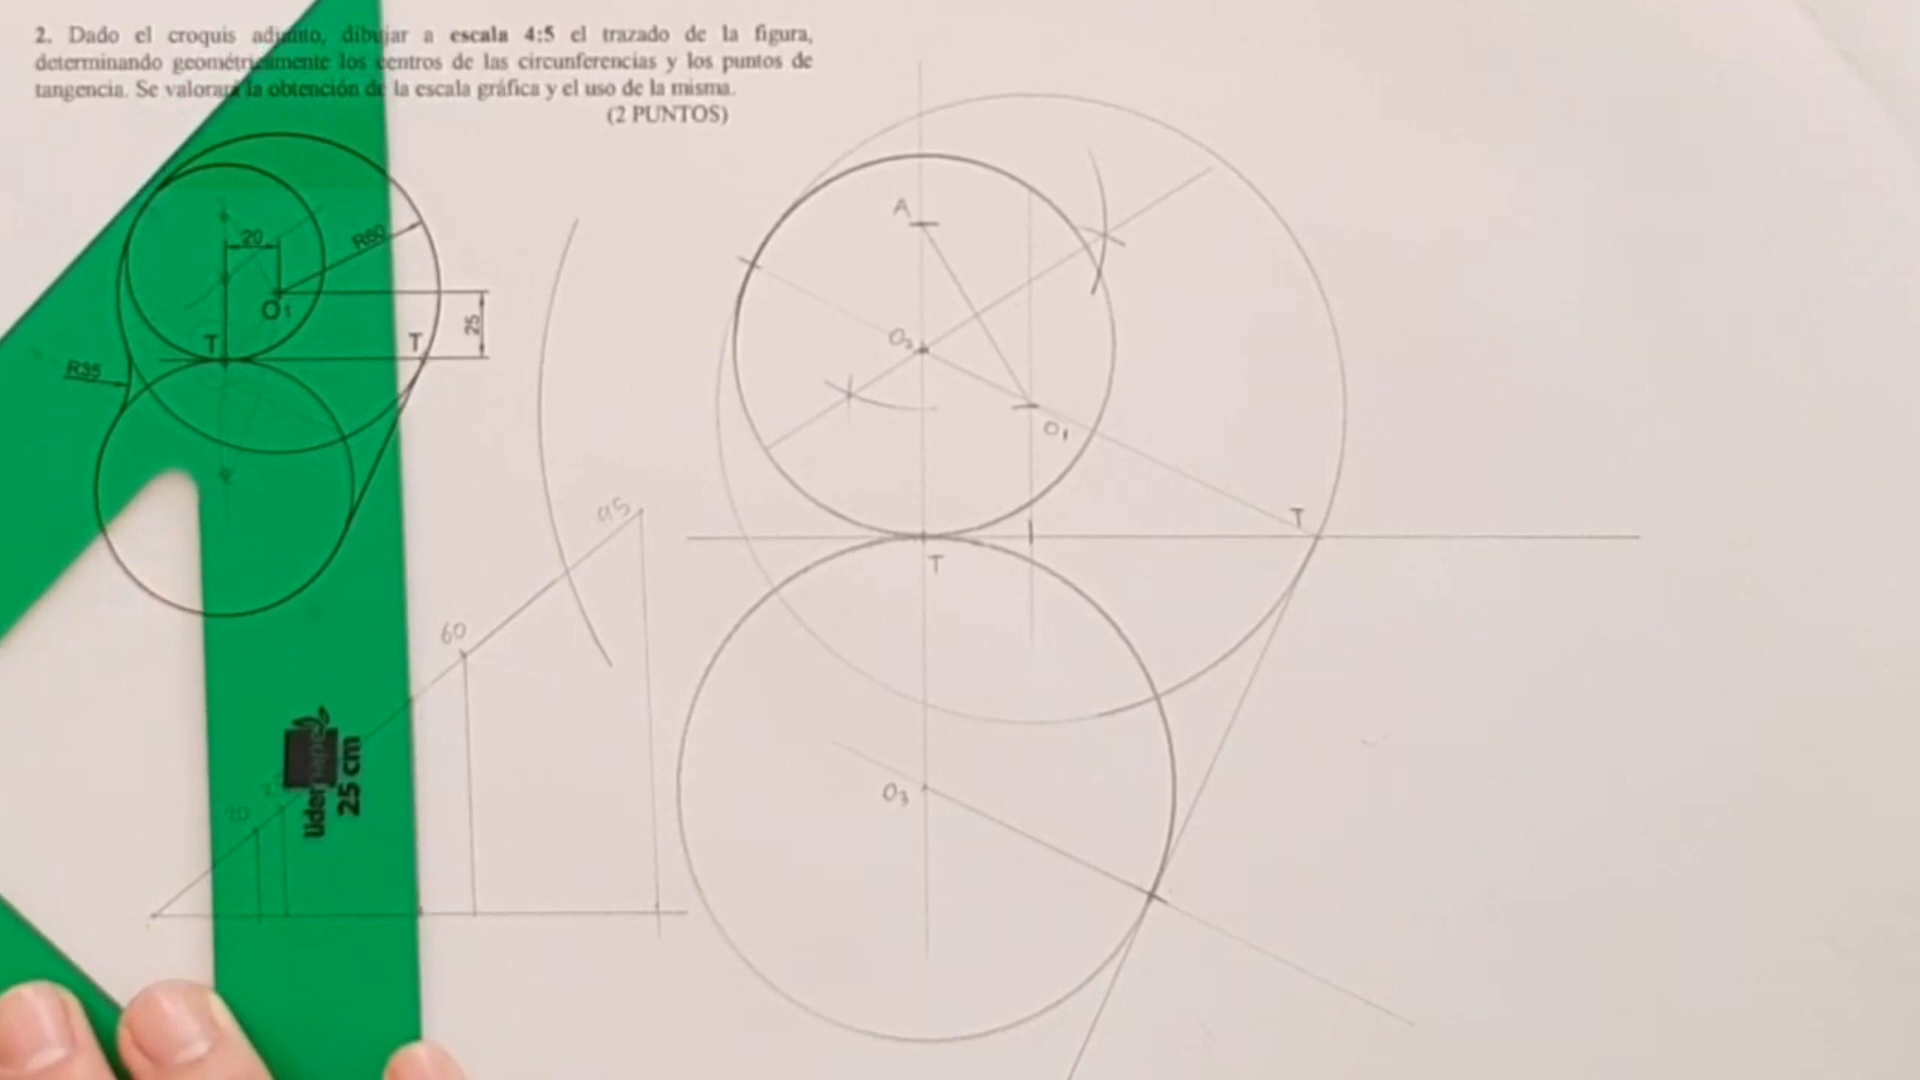 2. Dado el croquis adjunto, dibujar a escala 4:5 el trazado de la figura,
determinando geométricamente los centros de las circunferencias y los puntos de
tangencia. Se valorará la obtención de la escala gráfica y el uso de la misma.
(2 PUNTOS)
20
R60
O1
25
T
T
R35
A
O2
O1
T
T
O3
95
60
20
25 cm